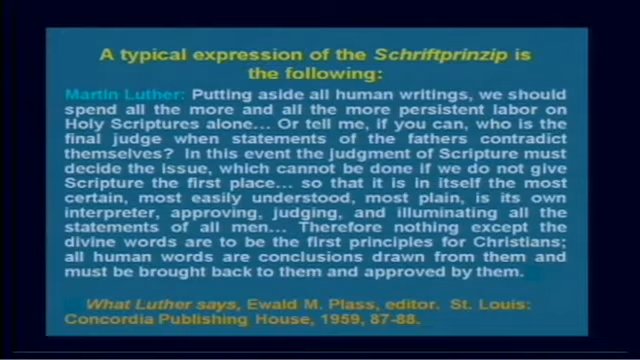 A typical expression of the Schriftprinzip is
the following:
Martin Luther: Putting aside all human writings, we should
spend all the more and all the more persistent labor on
Holy Scriptures alone... Or tell me, if you can, who is the
final judge when statements of the fathers contradict
themselves? In this event the judgment of Scripture must
decide the issue, which cannot be done if we do not give
Scripture the first place... so that it is in itself the most
certain, most easily understood, most plain, is its own
interpreter, approving, judging, and illuminating all the
statements of all men... Therefore nothing except the
divine words are to be the first principles for Christians;
all human words are conclusions drawn from them and
must be brought back to them and approved by them.
What Luther says, Ewald M. Plass, editor. St. Louis:
Concordia Publishing House, 1959, 87-88.